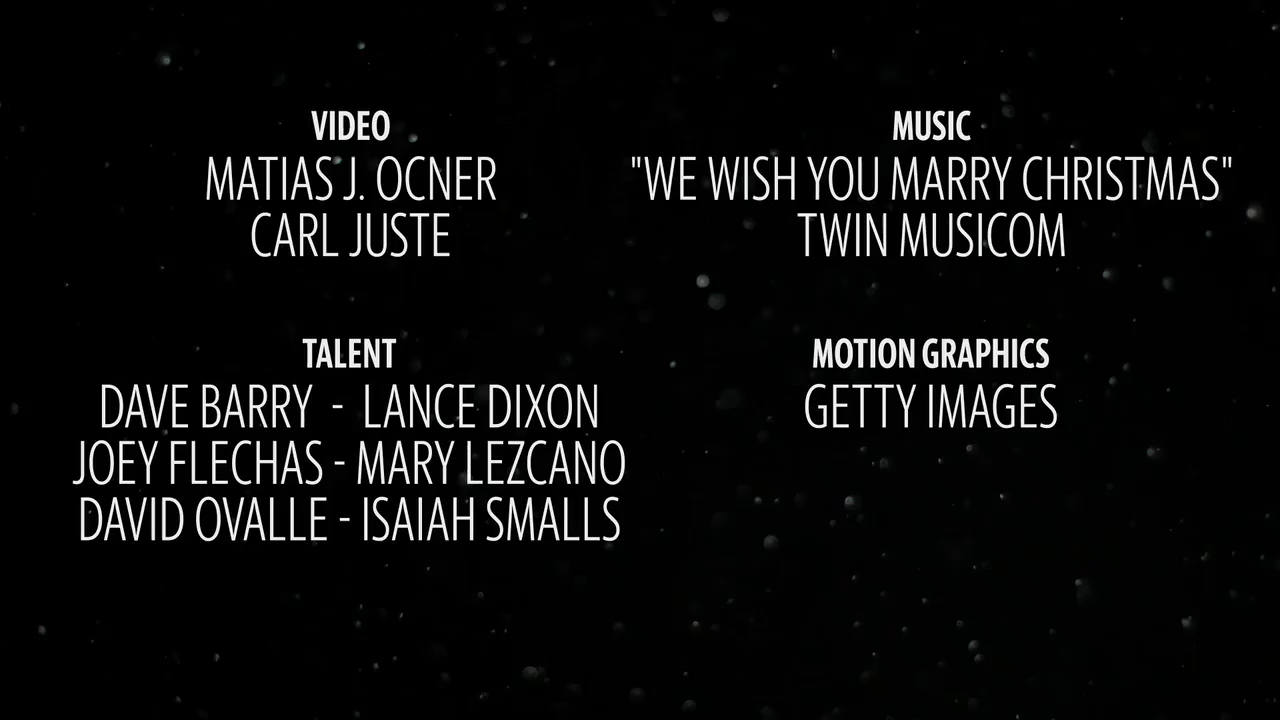 VIDEO
MATIAS J. OCNER
CARL JUSTE
TALENT
DAVE BARRY - LANCE DIXON
JOEY FLECHAS - MARY LEZCANO
DAVID OVALLE - ISAIAH SMALLS
MUSIC
"WE WISH YOU MARRY CHRISTMAS"
TWIN MUSICOM
MOTION GRAPHICS
GETTY IMAGES